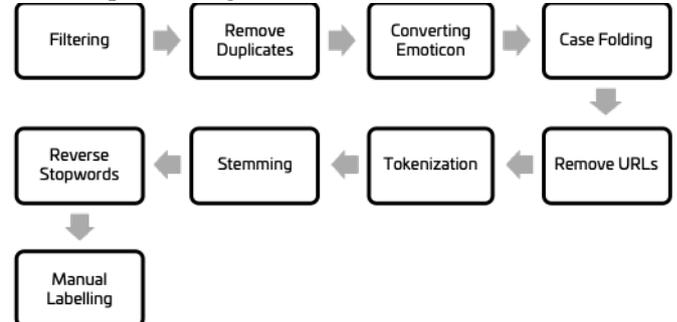 Filtering
Remove
Duplicates
Converting
Emoticon
Case Folding
Remove URLs
Tokenization
Stemming
Reverse
Stopwords
Manual
Labelling